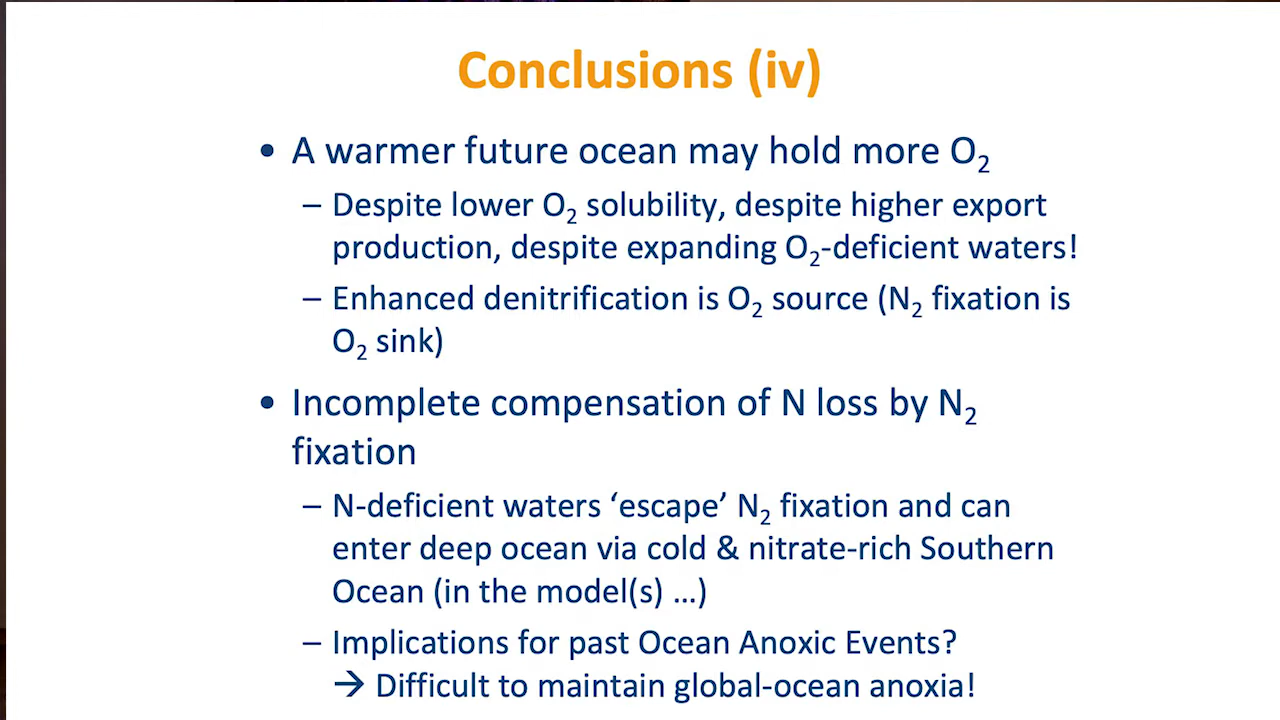 Conclusions (iv)
• A warmer future ocean may hold more O₂
– Despite lower O₂ solubility, despite higher export
production, despite expanding O₂-deficient waters!
– Enhanced denitrification is O₂ source (N₂ fixation is
O₂ sink)
• Incomplete compensation of N loss by N₂
fixation
– N-deficient waters ‘escape’ N₂ fixation and can
enter deep ocean via cold & nitrate-rich Southern
Ocean (in the model(s) …)
– Implications for past Ocean Anoxic Events?
→ Difficult to maintain global-ocean anoxia!